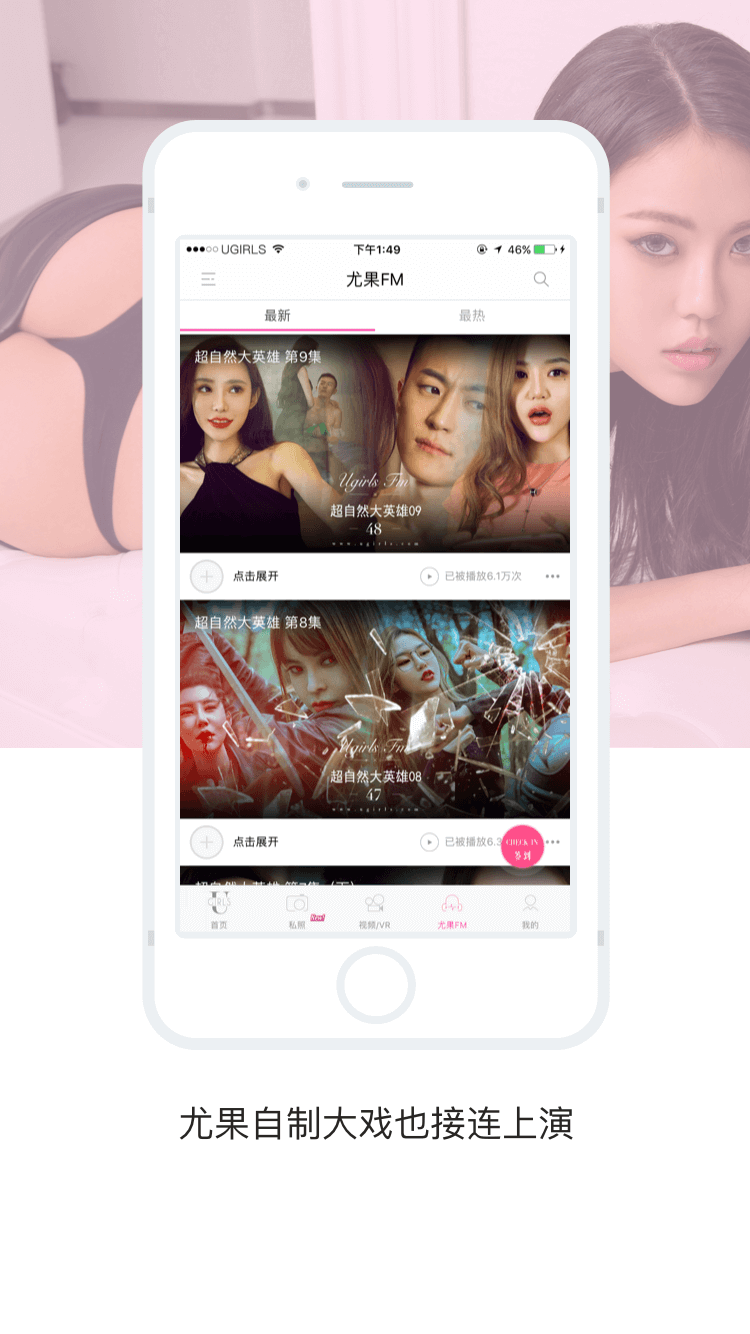 UGIRLS 下午1:49 46%
尤果FM
最新 最热
超自然大英雄 第9集
Ugirls Fm
超自然大英雄09
48
www.ugirls.com
点击展开 已被播放6.1万次
超自然大英雄 第8集
Ugirls Fm
超自然大英雄08
47
www.ugirls.com
点击展开 已被播放6.3
CHECK IN
签到
U GIRLS
首页 私照 New! 视频/VR 尤果FM 我的
尤果自制大戏也接连上演